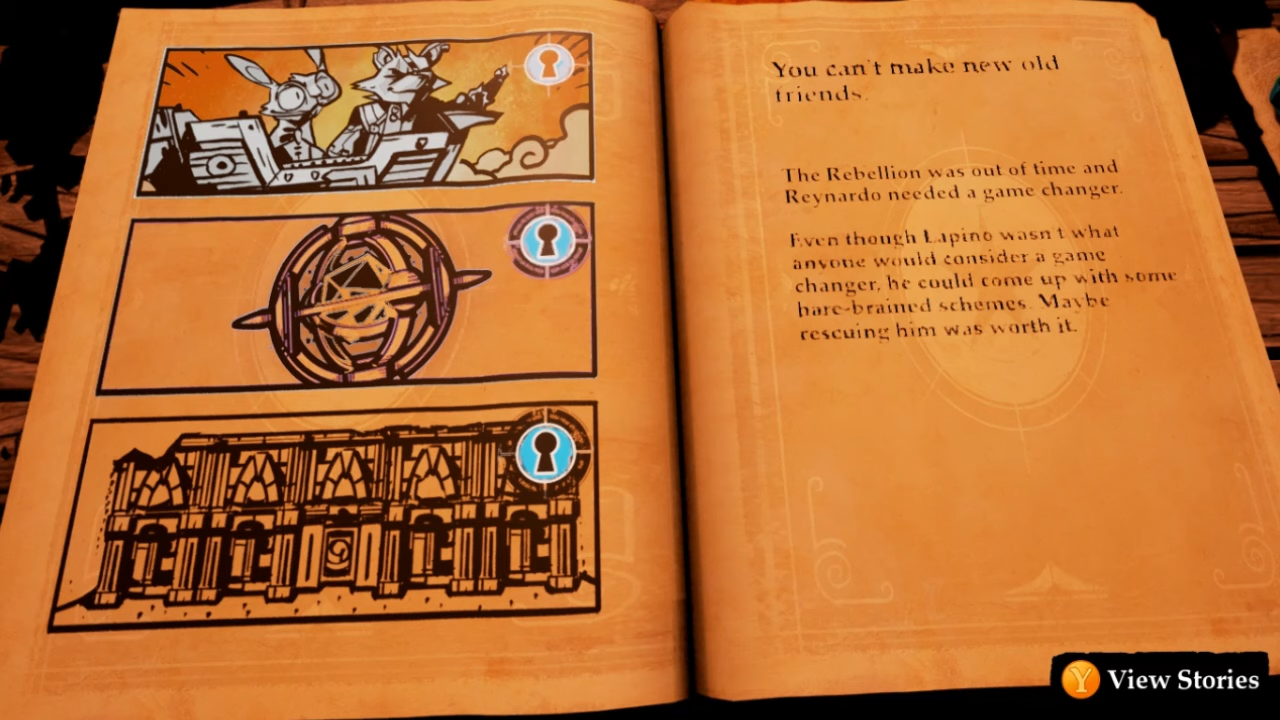 You can't make new old
friends.
The Rebellion was out of time and
Reynardo needed a game changer.
Even though Lapino wasn't what
anyone would consider a game
changer, he could come up with some
hare-brained schemes. Maybe
rescuing him was worth it.
Y View Stories